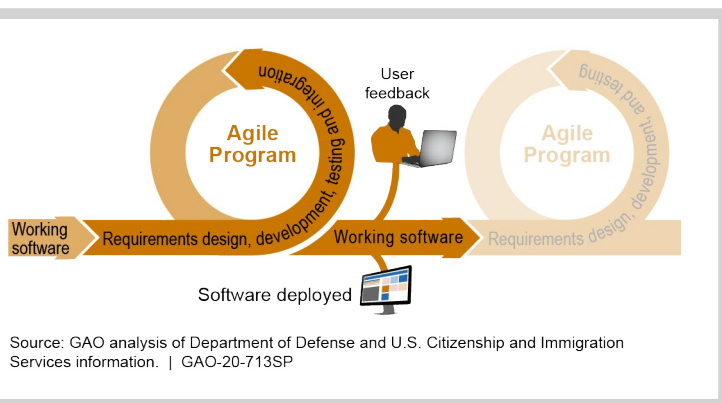 User
feedback
Agile
Program
Agile
Program
Working
software
Requirements design, development, testing and integration
Working software
Requirements design, development, and testing
Software deployed
Source: GAO analysis of Department of Defense and U.S. Citizenship and Immigration
Services information.  |  GAO-20-713SP